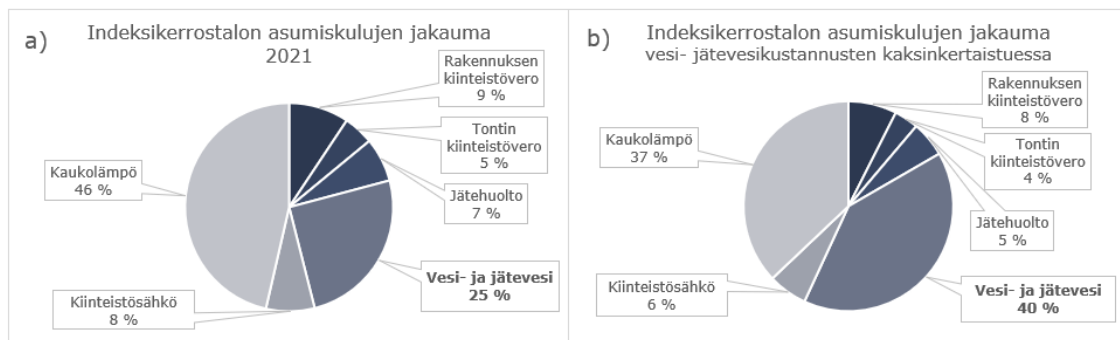 a)
Indeksikerrostalon asumiskulujen jakauma
2021
Rakennuksen
kiinteistövero
9 %
Tontin
kiinteistövero
5 %
Jätehuolto
7 %
Vesi- ja jätevesi
25 %
Kiinteistösähkö
8 %
Kaukolämpö
46 %
b)
Indeksikerrostalon asumiskulujen jakauma
vesi- jätevesikustannusten kaksinkertaistuessa
Rakennuksen
kiinteistövero
8 %
Tontin
kiinteistövero
4 %
Jätehuolto
5 %
Vesi- ja jätevesi
40 %
Kiinteistösähkö
6 %
Kaukolämpö
37 %